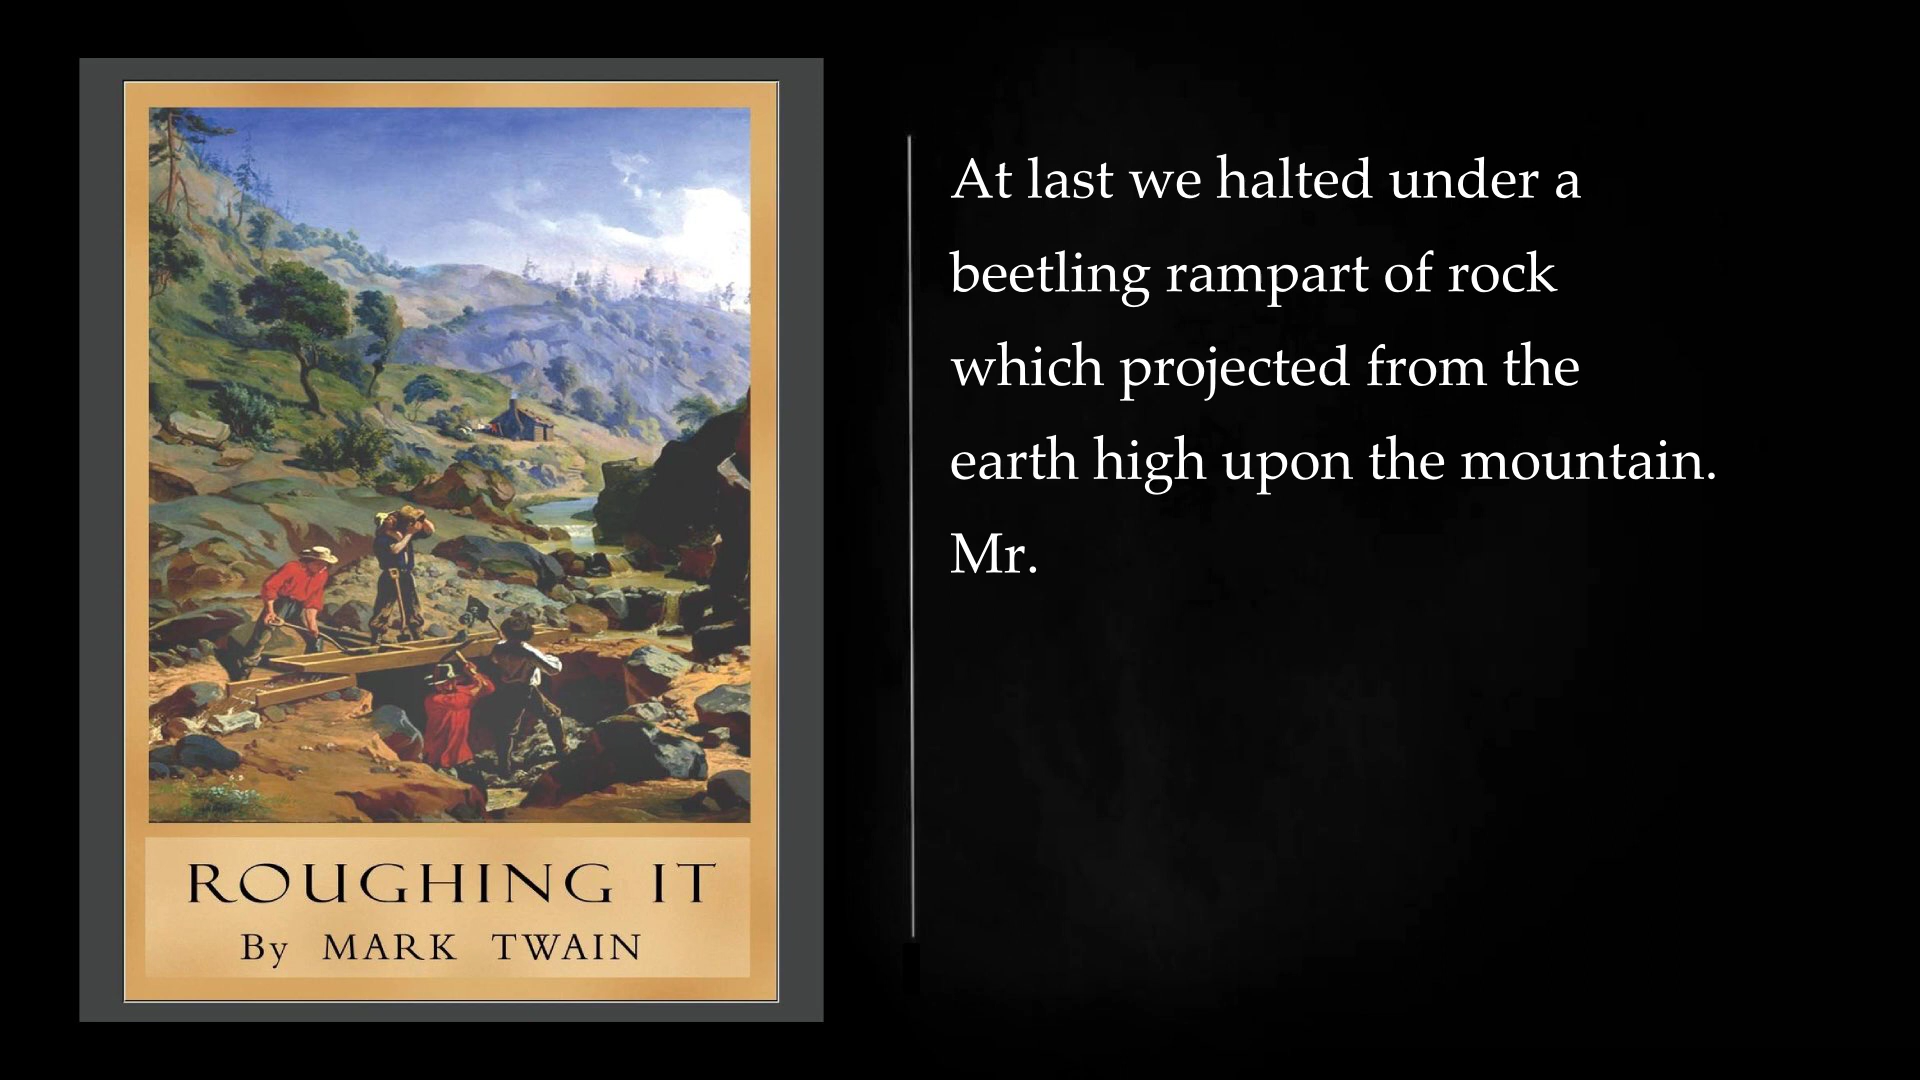 ROUGHING IT
By MARK TWAIN
At last we halted under a
beetling rampart of rock
which projected from the
earth high upon the mountain.
Mr.